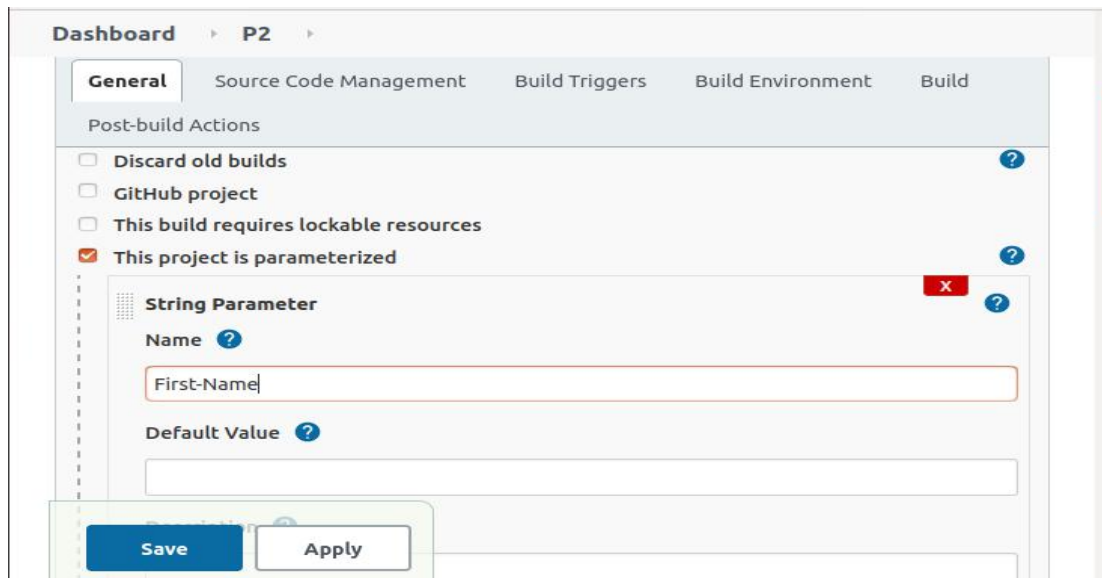 Dashboard P2
General Source Code Management Build Triggers Build Environment Build
Post-build Actions
Discard old builds ?
GitHub project
This build requires lockable resources
This project is parameterized ?
X
String Parameter ?
Name ?
First-Name
Default Value ?
Description ?
Save Apply